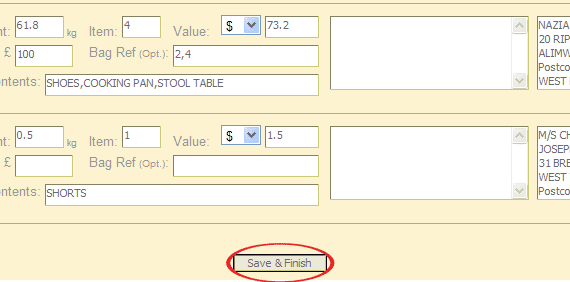 nt: 61.8 kg Item: 4 Value: $ 73.2
£ 100 Bag Ref (Opt.): 2,4
ontents: SHOES,COOKING PAN,STOOL TABLE
NAZIA
20 RIP
ALIMW
Postco
WEST
nt: 0.5 kg Item: 1 Value: $ 1.5
£ Bag Ref (Opt.):
ontents: SHORTS
M/S CH
JOSEP
31 BRE
WEST
Postco
Save & Finish